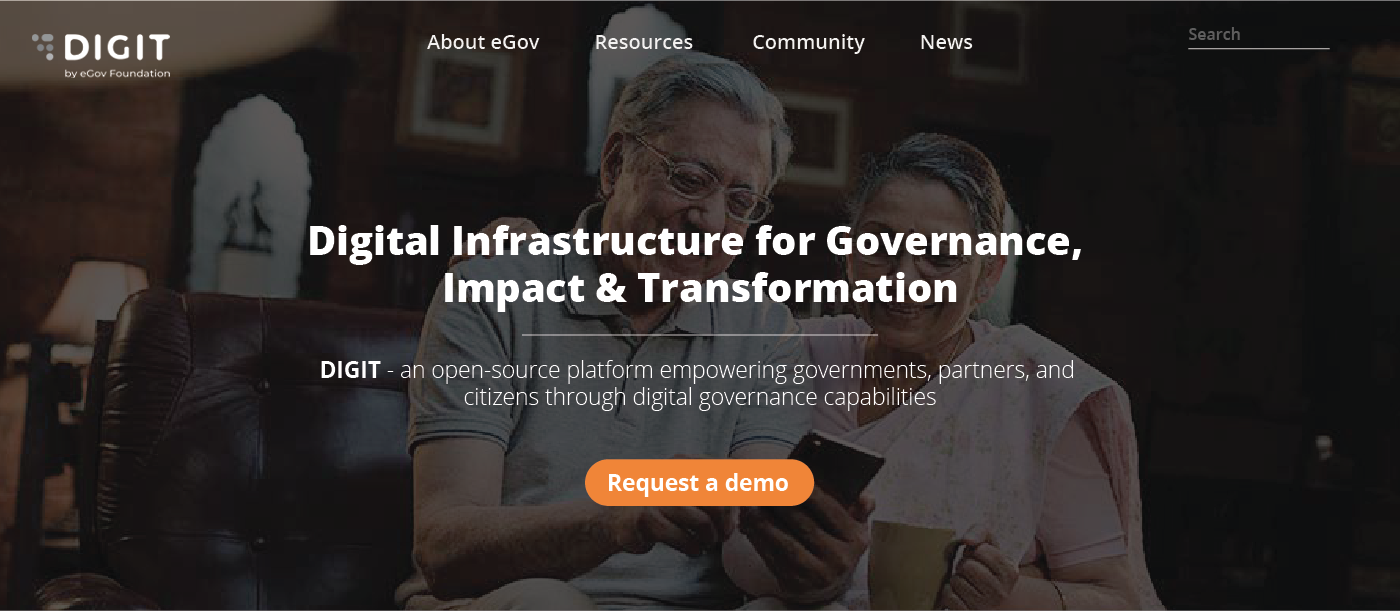 DIGIT
by eGov Foundation
About eGov
Resources
Community
News
Search
Digital Infrastructure for Governance,
Impact & Transformation
DIGIT - an open-source platform empowering governments, partners, and
citizens through digital governance capabilities
Request a demo